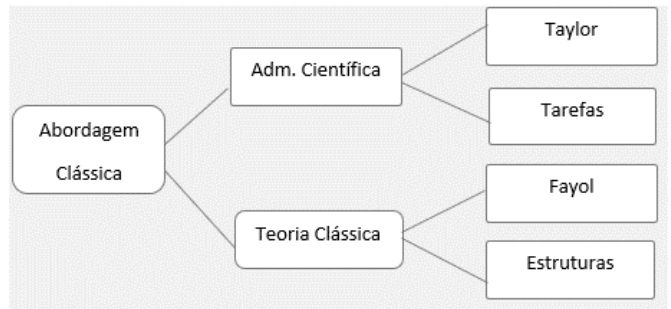 Abordagem
Clássica
Adm. Científica
Taylor
Tarefas
Teoria Clássica
Fayol
Estruturas